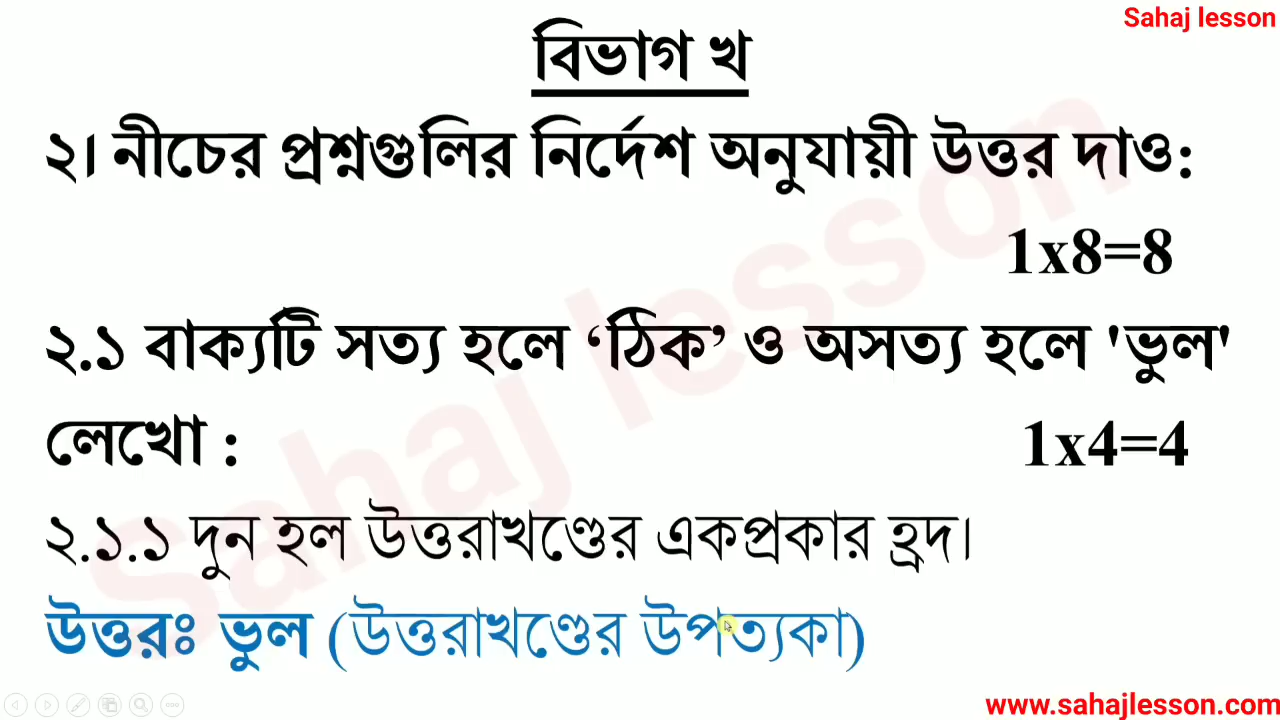 Sahaj lesson
বিভাগ খ
২। নীচের প্রশ্নগুলির নির্দেশ অনুযায়ী উত্তর দাও:
1x8=8
২.১ বাক্যটি সত্য হলে ‘ঠিক’ ও অসত্য হলে 'ভুল'
লেখো : 1x4=4
২.১.১ দুন হল উত্তরাখণ্ডের একপ্রকার হ্রদ।
উত্তরঃ ভুল (উত্তরাখণ্ডের উপত্যকা)
www.sahajlesson.com
Sahaj lesson